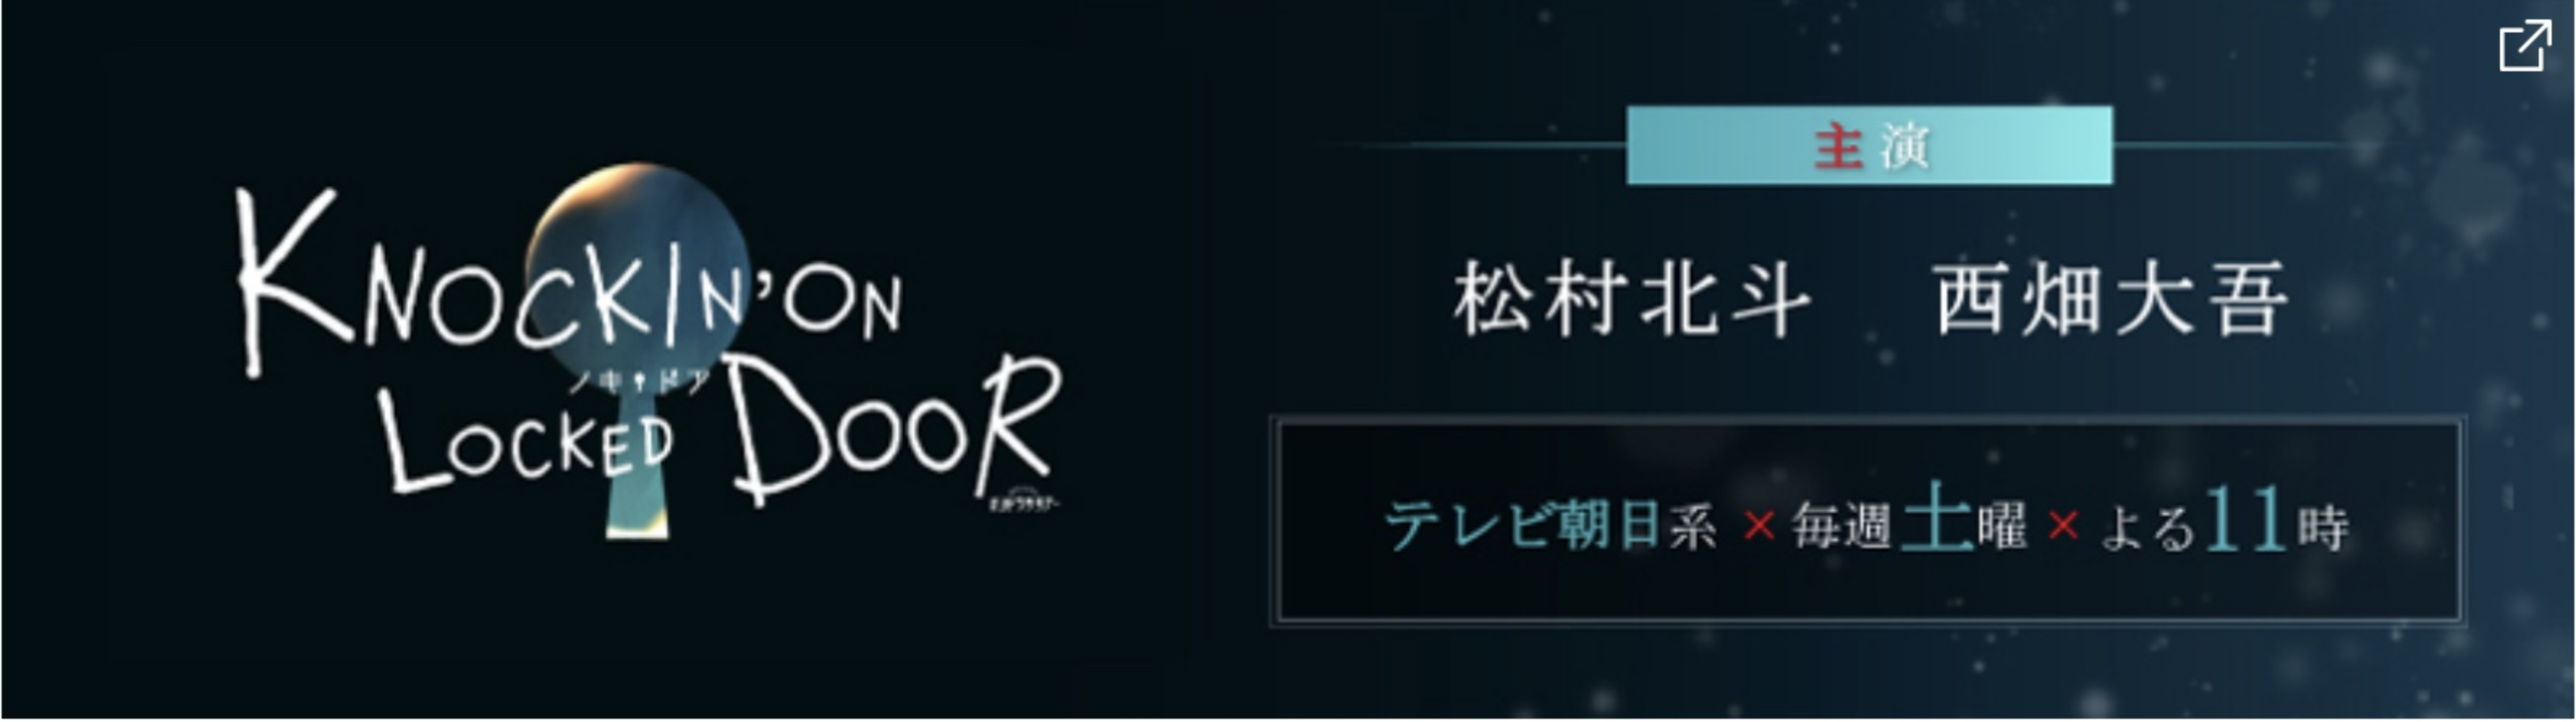 KNOCKIN'ON
ノキ・ドア
LOCKED DOOR
主演
松村北斗 西畑大吾
テレビ朝日系×毎週土曜×よる11時